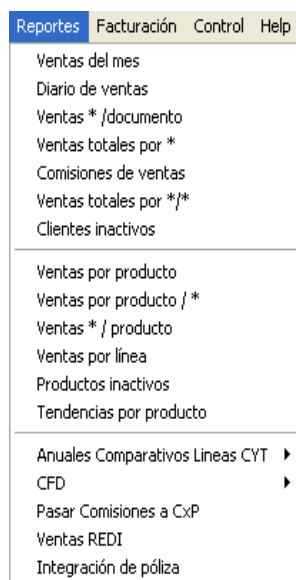 Reportes Facturación Control Help
Ventas del mes
Diario de ventas
Ventas * /documento
Ventas totales por *
Comisiones de ventas
Ventas totales por */*
Clientes inactivos
Ventas por producto
Ventas por producto / *
Ventas * / producto
Ventas por línea
Productos inactivos
Tendencias por producto
Anuales Comparativos Lineas CYT
CFD
Pasar Comisiones a CxP
Ventas REDI
Integración de póliza